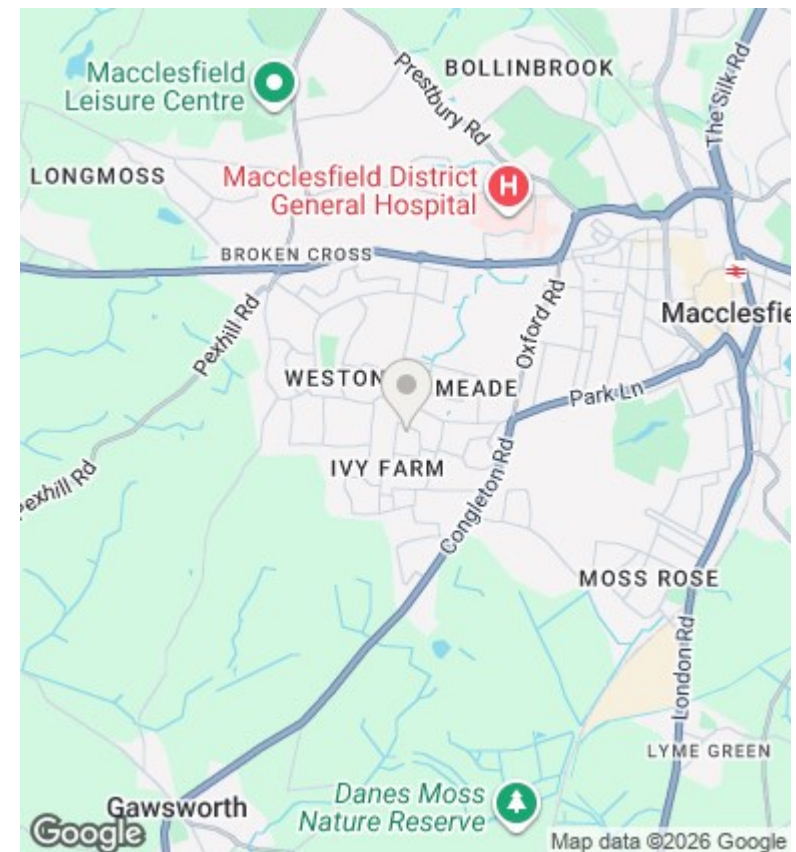 BOLLINBROOK
Macclesfield
Leisure Centre
Prestbury Rd
The Silk Rd
LONGMOSS
Macclesfield District
General Hospital
H
BROKEN CROSS
Pexhill Rd
Oxford Rd
Macclesfie
WESTON
MEADE
Park Ln
IVY FARM
Pexhill Rd
Congleton Rd
MOSS ROSE
London Rd
LYME GREEN
Gawsworth
Danes Moss
Nature Reserve
Google
Map data ©2026 Google